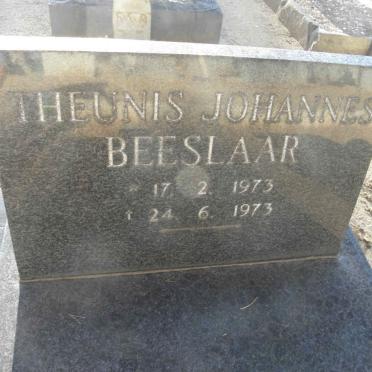 THEUNIS JOHANNES
BEESLAAR
* 17. 2. 1973
† 24. 6. 1973